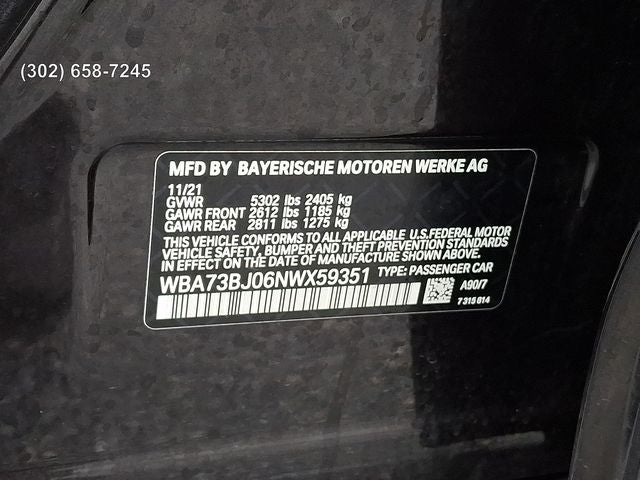 (302) 658-7245
MFD BY BAYERISCHE MOTOREN WERKE AG
11/21
GVWR 5302 lbs 2405 kg
GAWR FRONT 2612 lbs 1185 kg
GAWR REAR 2811 lbs 1275 kg
THIS VEHICLE CONFORMS TO ALL APPLICABLE U.S.FEDERAL MOTOR
VEHICLE SAFETY, BUMPER AND THEFT PREVENTION STANDARDS
IN EFFECT ON THE DATE OF MANUFACTURE SHOWN ABOVE.
WBA73BJ06NWX59351 TYPE: PASSENGER CAR
A90/7
7315614